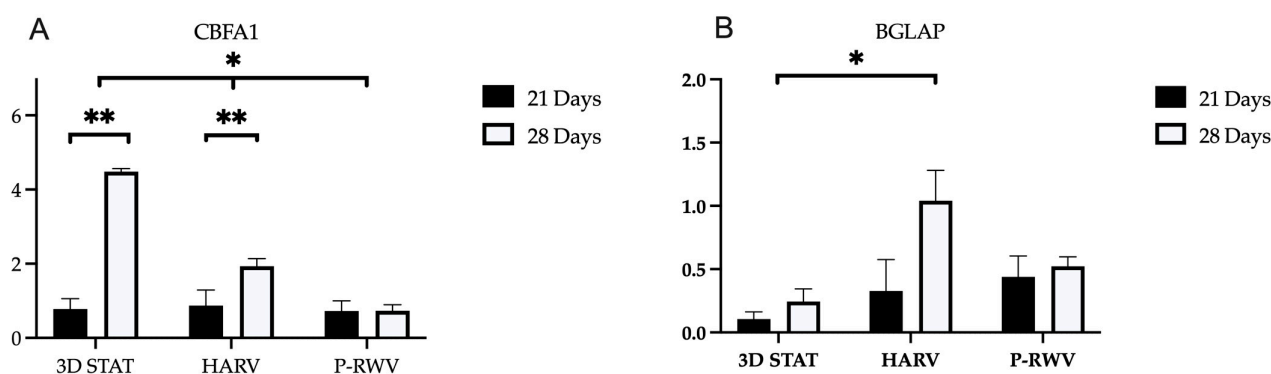 A
CBFA1
*
** **
6
4
2
0
3D STAT HARV P-RWV
21 Days
28 Days
B
BGLAP
*
2.0
1.5
1.0
0.5
0.0
3D STAT HARV P-RWV
21 Days
28 Days